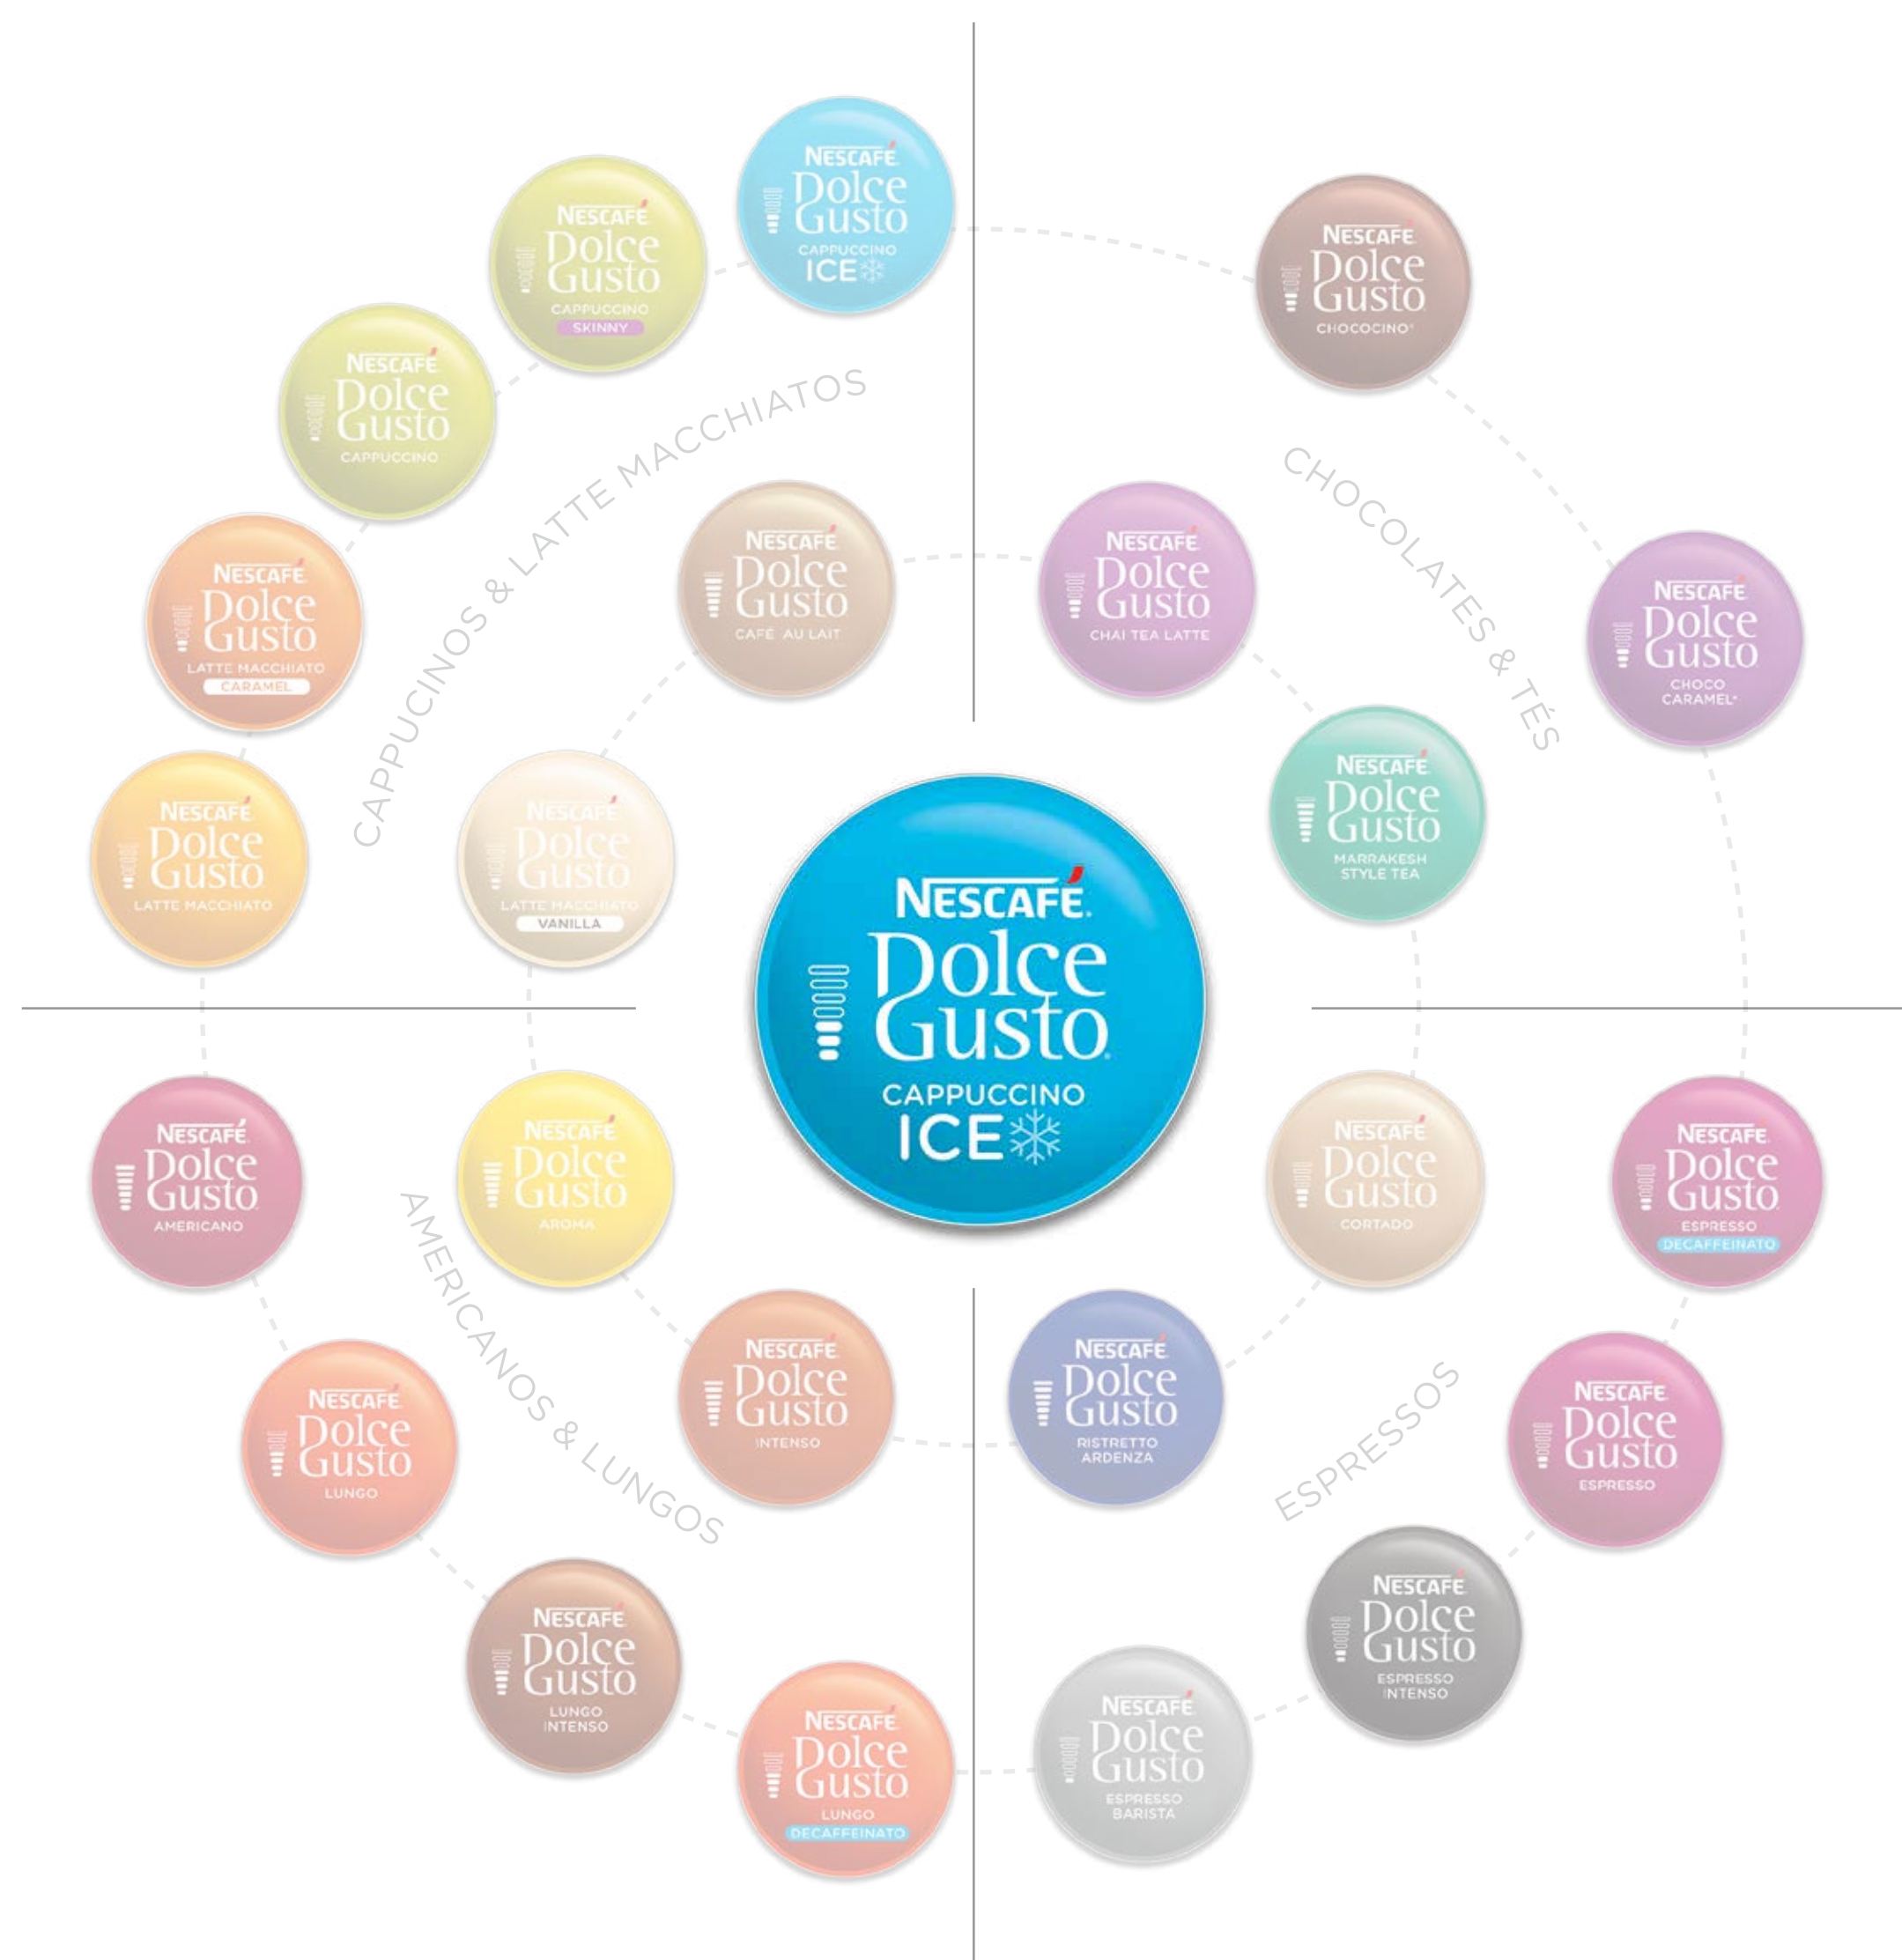 NESCAFÉ
Dolce
Gusto
CAPPUCCINO
ICE
NESCAFÉ
Dolce
Gusto
CAPPUCCINO
SKINNY
NESCAFÉ
Dolce
Gusto
CAPPUCCINO
NESCAFÉ
Dolce
Gusto
LATTE MACCHIATO
CARAMEL
NESCAFÉ
Dolce
Gusto
LATTE MACCHIATO
CAPPUCINOS & LATTE MACCHIATOS
NESCAFÉ
Dolce
Gusto
CAFÉ AU LAIT
NESCAFÉ
Dolce
Gusto
LATTE MACCHIATO
VANILLA
NESCAFÉ
Dolce
Gusto
CHOCOCINO*
NESCAFÉ
Dolce
Gusto
CHOCO
CARAMEL*
CHOCOLATES & TÉS
NESCAFÉ
Dolce
Gusto
CHAI TEA LATTE
NESCAFÉ
Dolce
Gusto
MARRAKESH
STYLE TEA
NESCAFÉ
Dolce
Gusto
CAPPUCCINO
ICE
NESCAFÉ
Dolce
Gusto
AMERICANO
NESCAFÉ
Dolce
Gusto
AROMA
AMERICANOS & LUNGOS
NESCAFÉ
Dolce
Gusto
LUNGO
NESCAFÉ
Dolce
Gusto
INTENSO
NESCAFÉ
Dolce
Gusto
LUNGO
INTENSO
NESCAFÉ
Dolce
Gusto
LUNGO
DECAFFEINATO
NESCAFÉ
Dolce
Gusto
CORTADO
NESCAFÉ
Dolce
Gusto
ESPRESSO
DECAFFEINATO
NESCAFÉ
Dolce
Gusto
RISTRETTO
ARDENZA
ESPRESSOS
NESCAFÉ
Dolce
Gusto
ESPRESSO
NESCAFÉ
Dolce
Gusto
ESPRESSO
INTENSO
NESCAFÉ
Dolce
Gusto
ESPRESSO
BARISTA